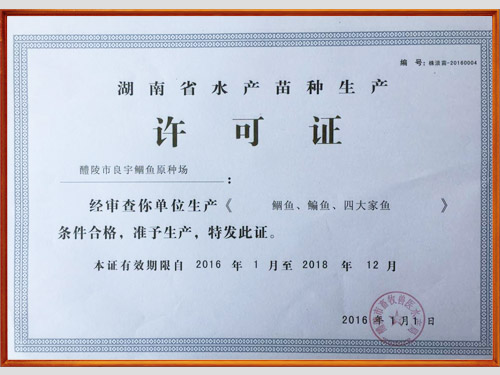 编 号：株淡苗-20160004
湖南省水产苗种生产
许可证
醴陵市良宇鲴鱼原种场：
经审查你单位生产《 鲴鱼、鳊鱼、四大家鱼 》
条件合格，准予生产，特发此证。
本证有效期限自 2016 年 1 月至 2018 年 12 月
2016 年 1 月 1 日